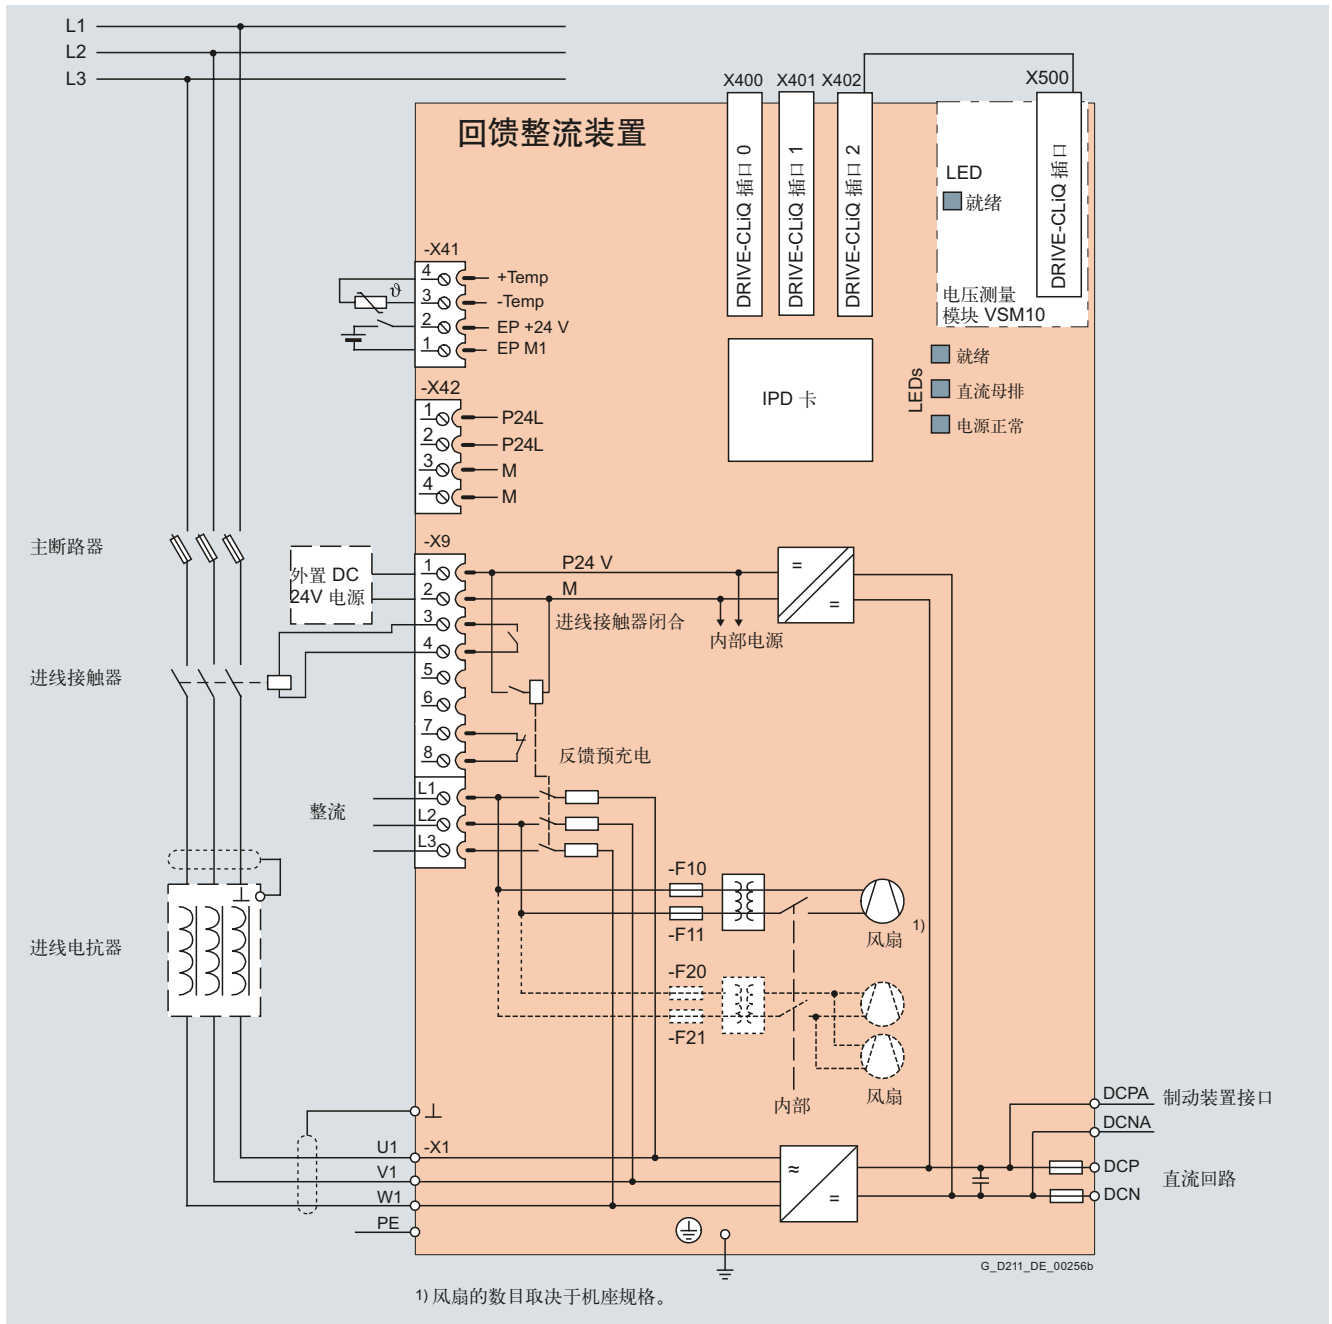 L1
L2
L3
X400
X401
X402
X500
回馈整流装置
DRIVE-CLiQ 插口 0
DRIVE-CLiQ 插口 1
DRIVE-CLiQ 插口 2
DRIVE-CLiQ 插口
LED
就绪
电压测量
模块 VSM10
-X41
4
+Temp
ϑ
3
-Temp
2
EP +24 V
1
EP M1
LEDs
就绪
直流母排
电源正常
IPD 卡
-X42
1
P24L
2
P24L
3
M
4
M
主断路器
外置 DC
24V 电源
-X9
1
P24 V
2
M
3
进线接触器闭合
内部电源
4
5
6
7
8
=
=
进线接触器
反馈预充电
整流
L1
L2
L3
-F10
-F11
风扇
1)
进线电抗器
-F20
-F21
风扇
内部
DCPA
制动装置接口
DCNA
⊥
U1
-X1
V1
W1
PE
≈
=
DCP
直流回路
DCN
G_D211_DE_00256b
1) 风扇的数目取决于机座规格。